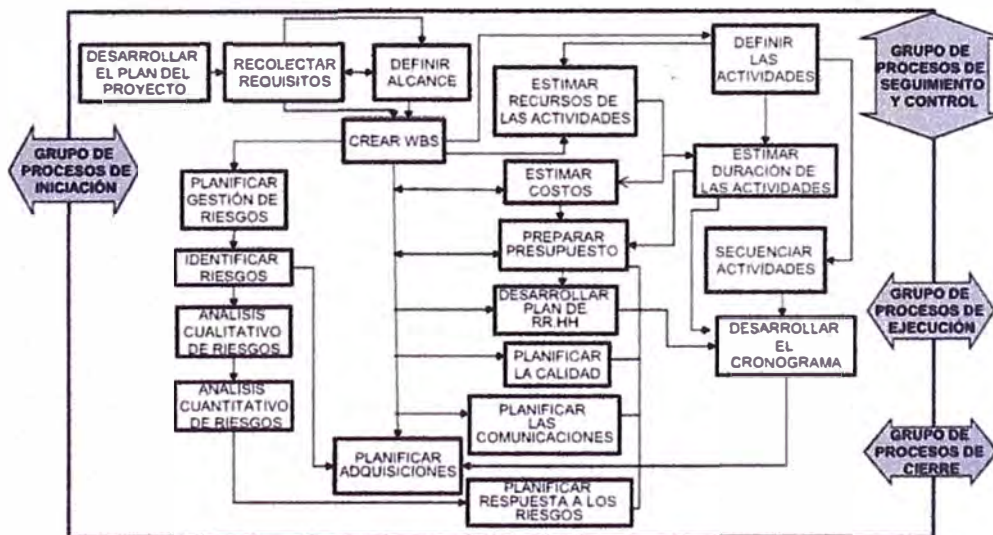 DESARROLLAR
EL PLAN DEL
PROYECTO
RECOLECTAR
REQUISITOS
DEFINIR
ALCANCE
ESTIMAR
RECURSOS DE
LAS ACTIVIDADES
DEFINIR
LAS
ACTIVIDADES
GRUPO DE
PROCESOS DE
SEGUIMIENTO
Y CONTROL
CREAR WBS
GRUPO DE
PROCESOS DE
INICIACIÓN
PLANIFICAR
GESTIÓN DE
RIESGOS
ESTIMAR
COSTOS
ESTIMAR
DURACIÓN DE
LAS ACTIVIDADES
IDENTIFICAR
RIESGOS
PREPARAR
PRESUPUESTO
SECUENCIAR
ACTIVIDADES
ANÁLISIS
CUALITATIVO
DE RIESGOS
DESARROLLAR
PLAN DE
RR.HH
GRUPO DE
PROCESOS DE
EJECUCIÓN
DESARROLLAR
EL
CRONOGRAMA
PLANIFICAR
LA CALIDAD
ANÁLISIS
CUANTITATIVO
DE RIESGOS
PLANIFICAR
LAS
COMUNICACIONES
PLANIFICAR
ADQUISICIONES
GRUPO DE
PROCESOS DE
CIERRE
PLANIFICAR
RESPUESTA A LOS
RIESGOS